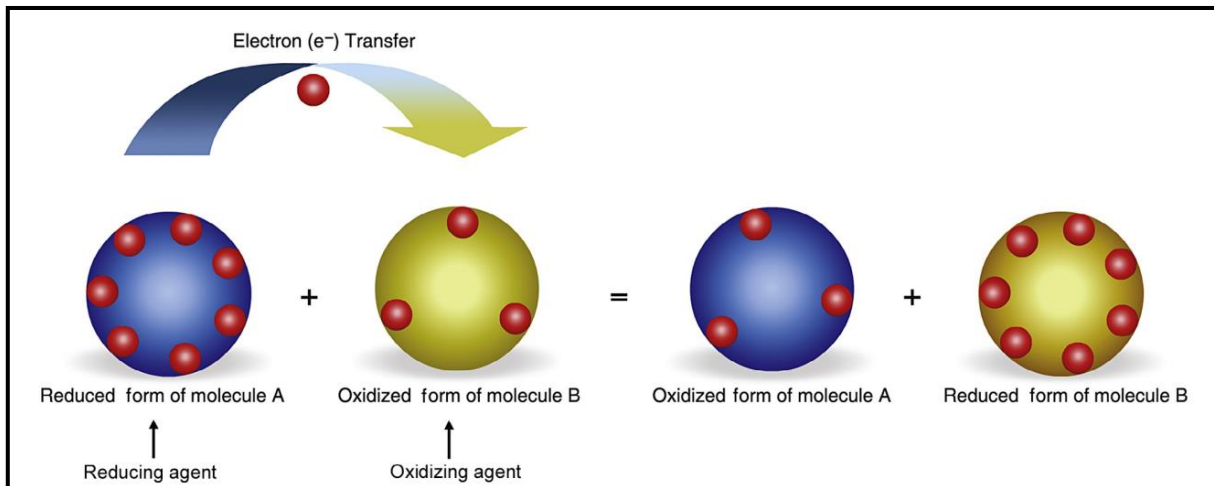 Electron (e⁻) Transfer
+ = +
Reduced form of molecule A Oxidized form of molecule B Oxidized form of molecule A Reduced form of molecule B
Reducing agent Oxidizing agent